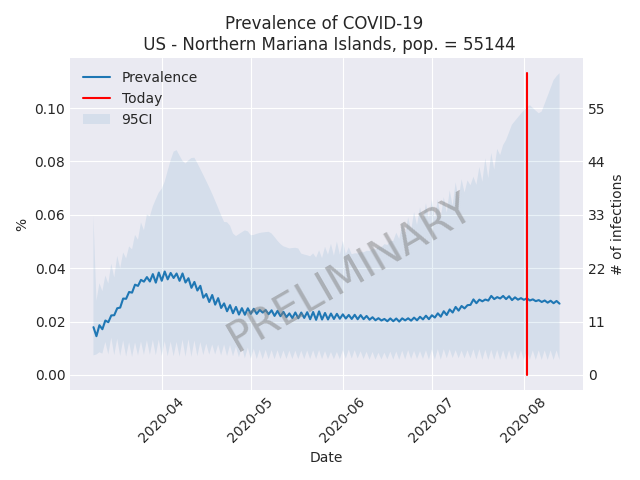 Prevalence of COVID-19
US - Northern Mariana Islands, pop. = 55144
Prevalence
Today
95CI
PRELIMINARY
%
0.10
0.08
0.06
0.04
0.02
0.00
55
44
33
22
11
0
# of infections
2020-04
2020-05
2020-06
2020-07
2020-08
Date